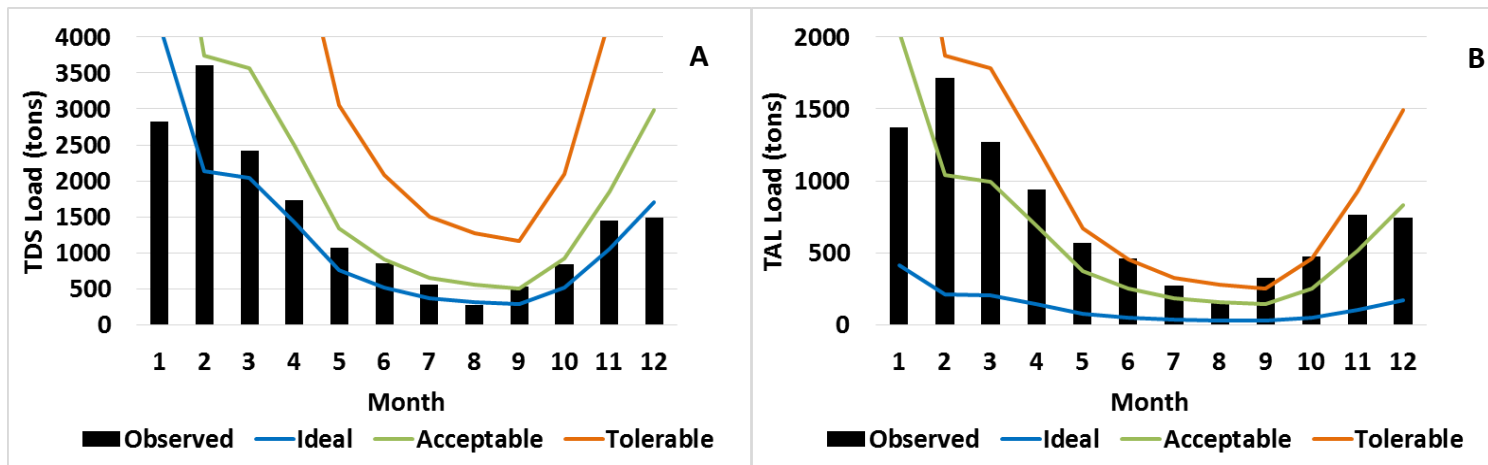 A
TDS Load (tons)
4000
3500
3000
2500
2000
1500
1000
500
0
1 2 3 4 5 6 7 8 9 10 11 12
Month
Observed Ideal Acceptable Tolerable
B
TAL Load (tons)
2000
1500
1000
500
0
1 2 3 4 5 6 7 8 9 10 11 12
Month
Observed Ideal Acceptable Tolerable